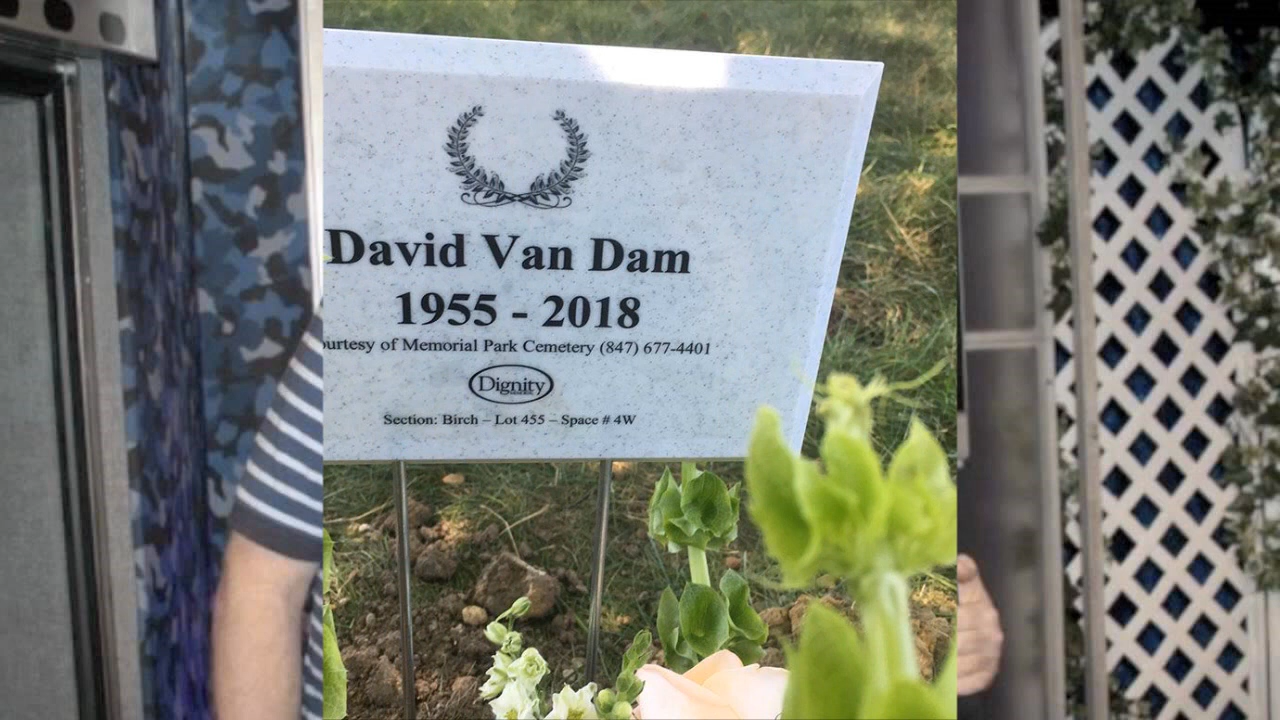 David Van Dam
1955 - 2018
urtesy of Memorial Park Cemetery (847) 677-4401
Dignity
Section: Birch – Lot 455 – Space # 4W